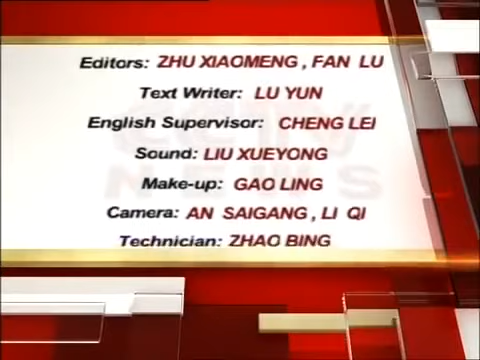 Editors: ZHU XIAOMENG , FAN LU
Text Writer: LU YUN
English Supervisor: CHENG LEI
Sound: LIU XUEYONG
Make-up: GAO LING
Camera: AN SAIGANG , LI QI
Technician: ZHAO BING
NEWS